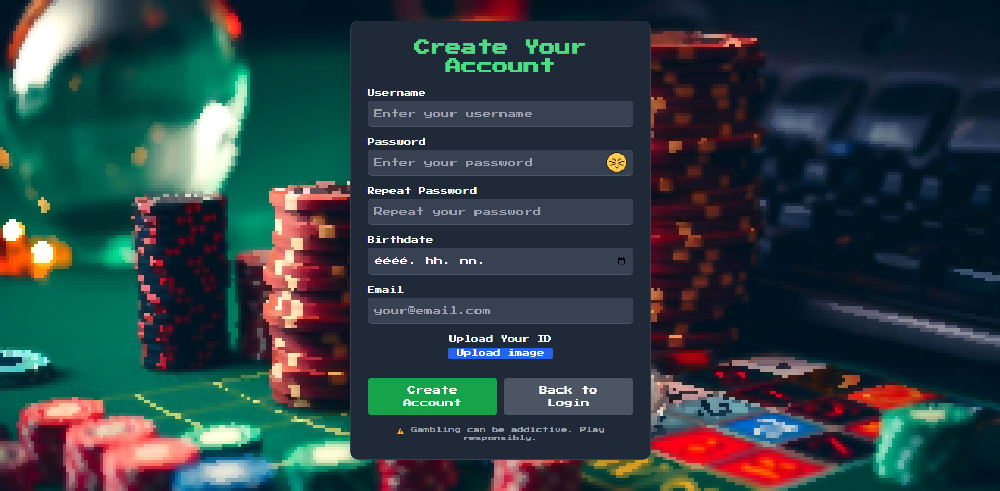 Create Your
Account
Username
Enter your username
Password
Enter your password
Repeat Password
Repeat your password
Birthdate
éééé. hh. nn.
Email
your@email.com
Upload Your ID
Upload image
Create
Account
Back to
Login
⚠ Gambling can be addictive. Play
responsibly.